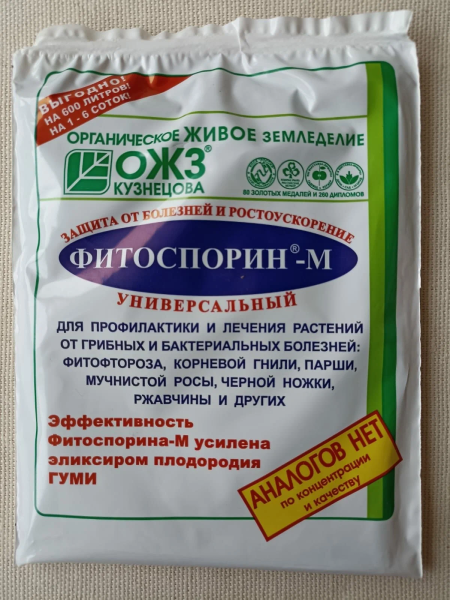 ВЫГОДНО!
НА 600 ЛИТРОВ!
НА 1 - 6 СОТОК!
ОРГАНИЧЕСКОЕ ЖИВОЕ ЗЕМЛЕДЕЛИЕ
ОЖЗ®
КУЗНЕЦОВА
60 ЗОЛОТЫХ МЕДАЛЕЙ И 260 ДИПЛОМОВ
ЗАЩИТА ОТ БОЛЕЗНЕЙ И РОСТОУСКОРЕНИЕ
ФИТОСПОРИН®-М
УНИВЕРСАЛЬНЫЙ
ДЛЯ ПРОФИЛАКТИКИ И ЛЕЧЕНИЯ РАСТЕНИЙ
ОТ ГРИБНЫХ И БАКТЕРИАЛЬНЫХ БОЛЕЗНЕЙ:
ФИТОФТОРОЗА, КОРНЕВОЙ ГНИЛИ, ПАРШИ,
МУЧНИСТОЙ РОСЫ, ЧЕРНОЙ НОЖКИ,
РЖАВЧИНЫ И ДРУГИХ
Эффективность
Фитоспорина-М усилена
эликсиром плодородия
ГУМИ
АНАЛОГОВ НЕТ
по концентрации
и качеству